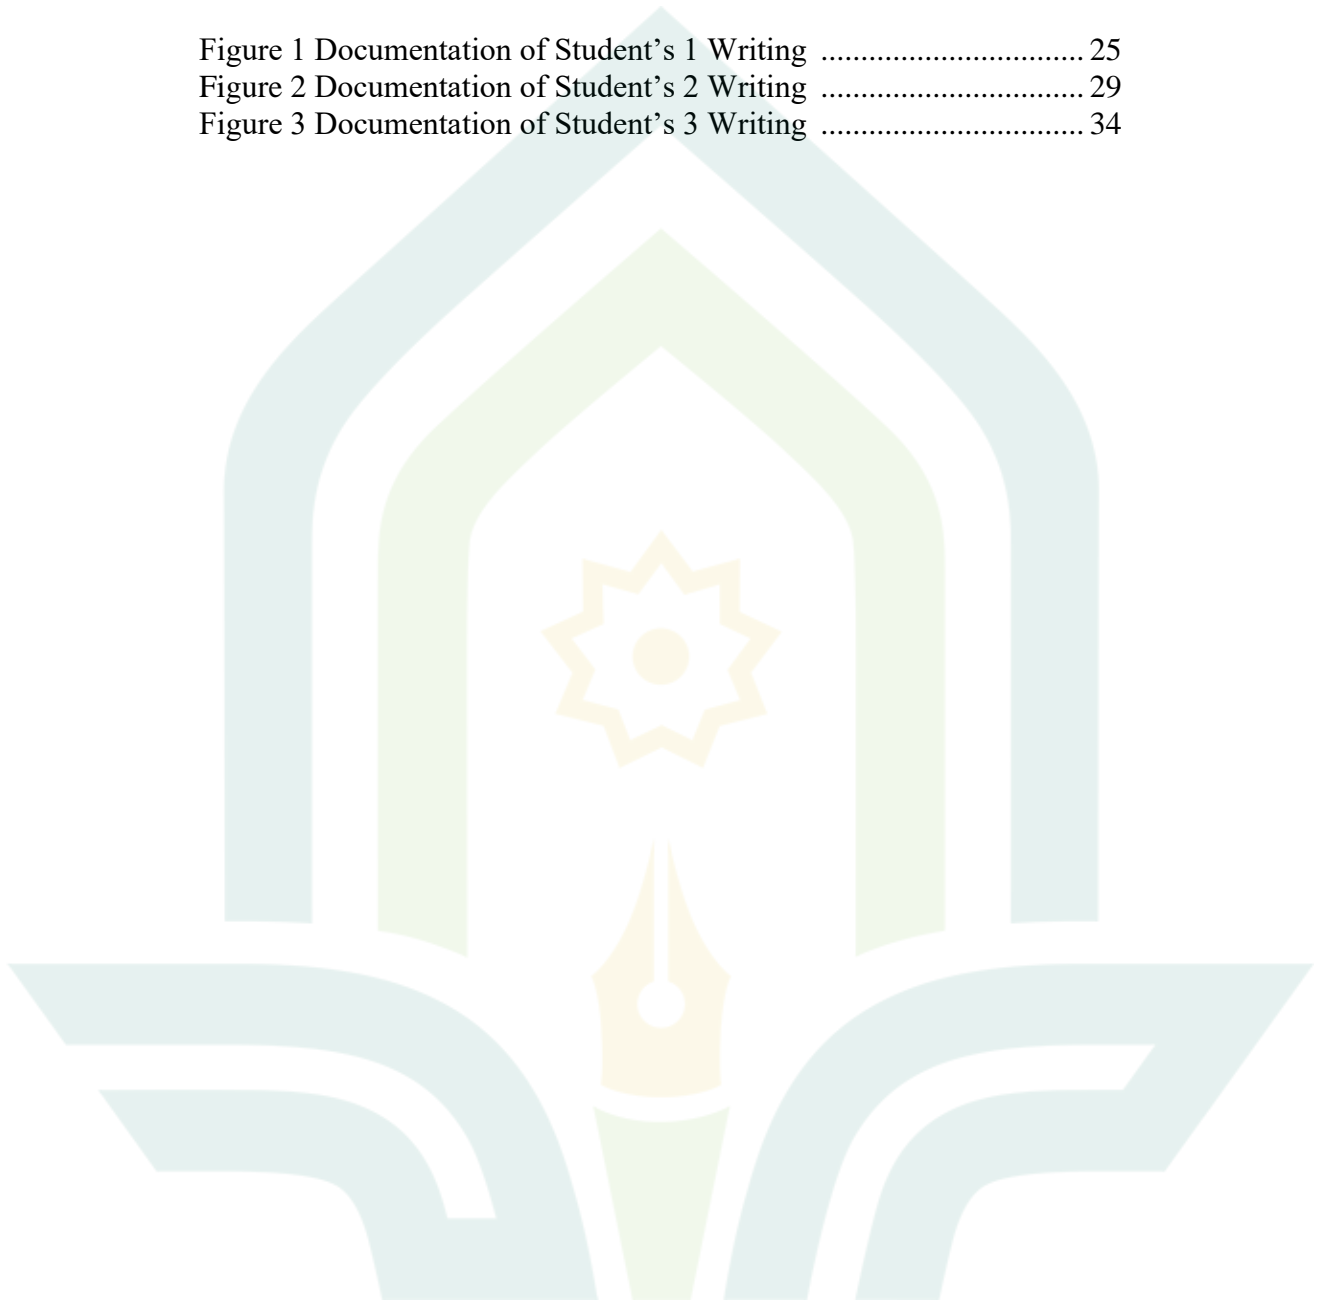 Figure 1 Documentation of Student’s 1 Writing ................................. 25
Figure 2 Documentation of Student’s 2 Writing ................................. 29
Figure 3 Documentation of Student’s 3 Writing ................................. 34